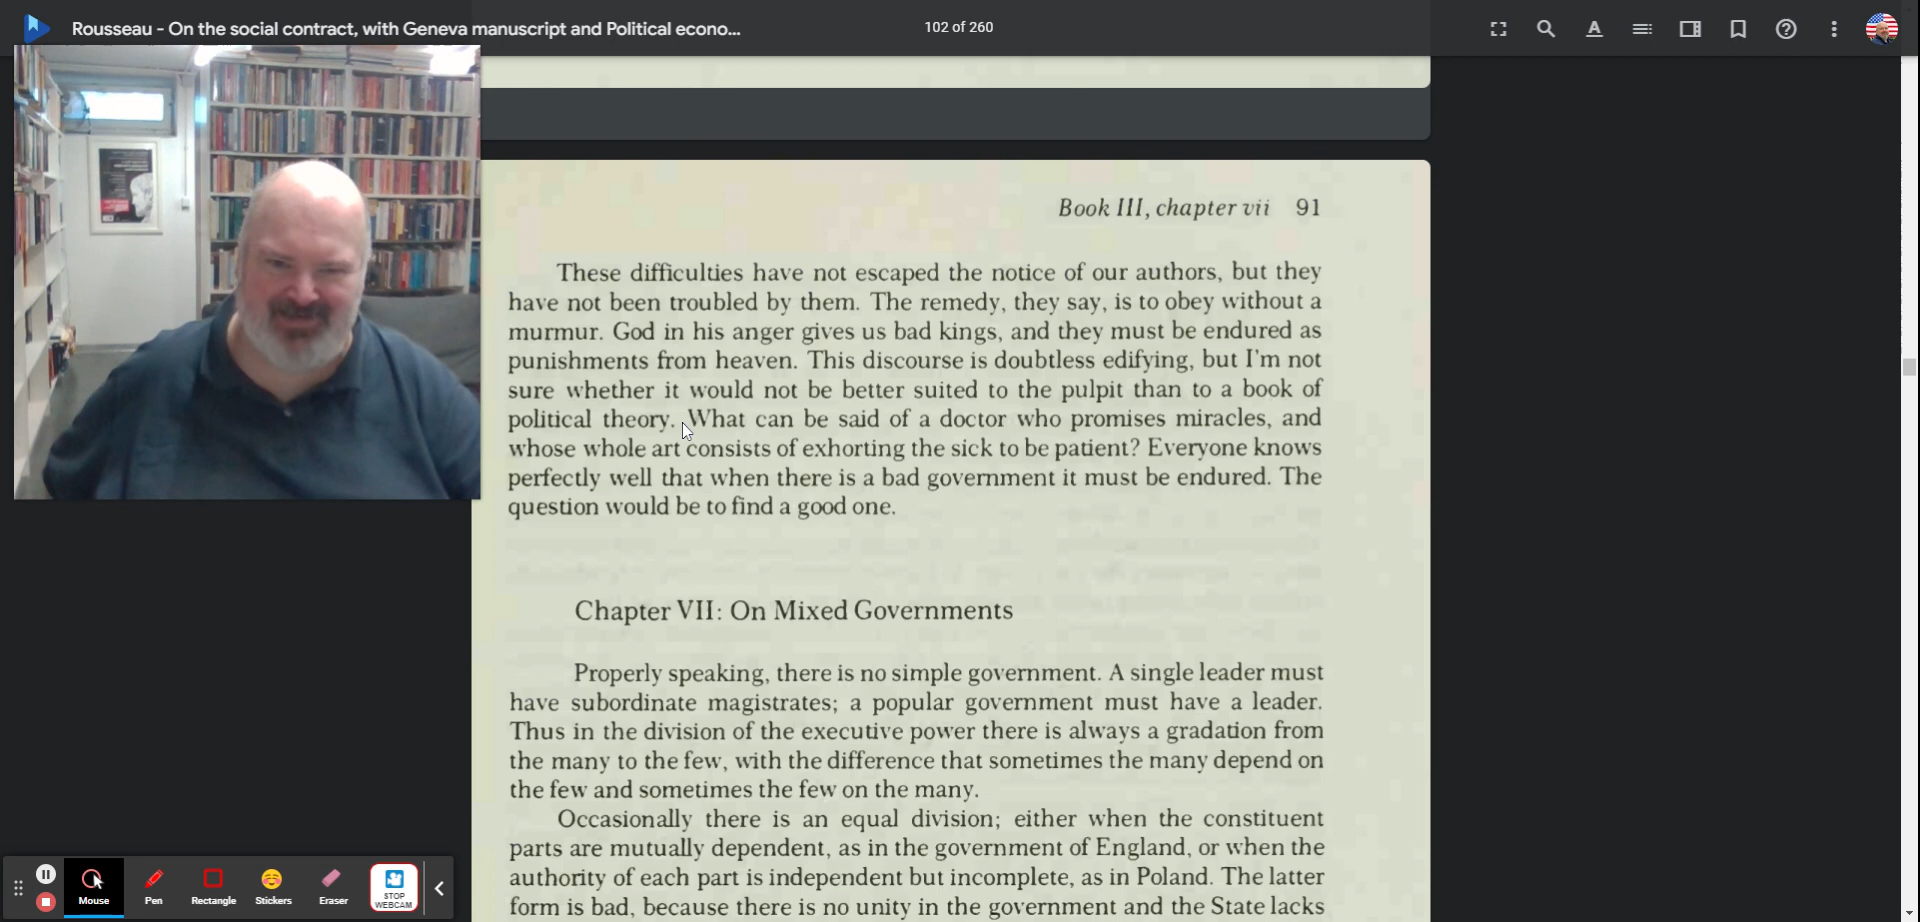 Rousseau - On the social contract, with Geneva manuscript and Political econo...
102 of 260
Book III, chapter vii 91
These difficulties have not escaped the notice of our authors, but they
have not been troubled by them. The remedy, they say, is to obey without a
murmur. God in his anger gives us bad kings, and they must be endured as
punishments from heaven. This discourse is doubtless edifying, but I'm not
sure whether it would not be better suited to the pulpit than to a book of
political theory. What can be said of a doctor who promises miracles, and
whose whole art consists of exhorting the sick to be patient? Everyone knows
perfectly well that when there is a bad government it must be endured. The
question would be to find a good one.
Chapter VII: On Mixed Governments
Properly speaking, there is no simple government. A single leader must
have subordinate magistrates; a popular government must have a leader.
Thus in the division of the executive power there is always a gradation from
the many to the few, with the difference that sometimes the many depend on
the few and sometimes the few on the many.
Occasionally there is an equal division; either when the constituent
parts are mutually dependent, as in the government of England, or when the
authority of each part is independent but incomplete, as in Poland. The latter
form is bad, because there is no unity in the government and the State lacks
Mouse
Pen
Rectangle
Stickers
Eraser
STOP
WEBCAM